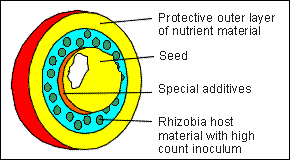 Protective outer layer
of nutrient material
Seed
Special additives
Rhizobia host
material with high
count inoculum